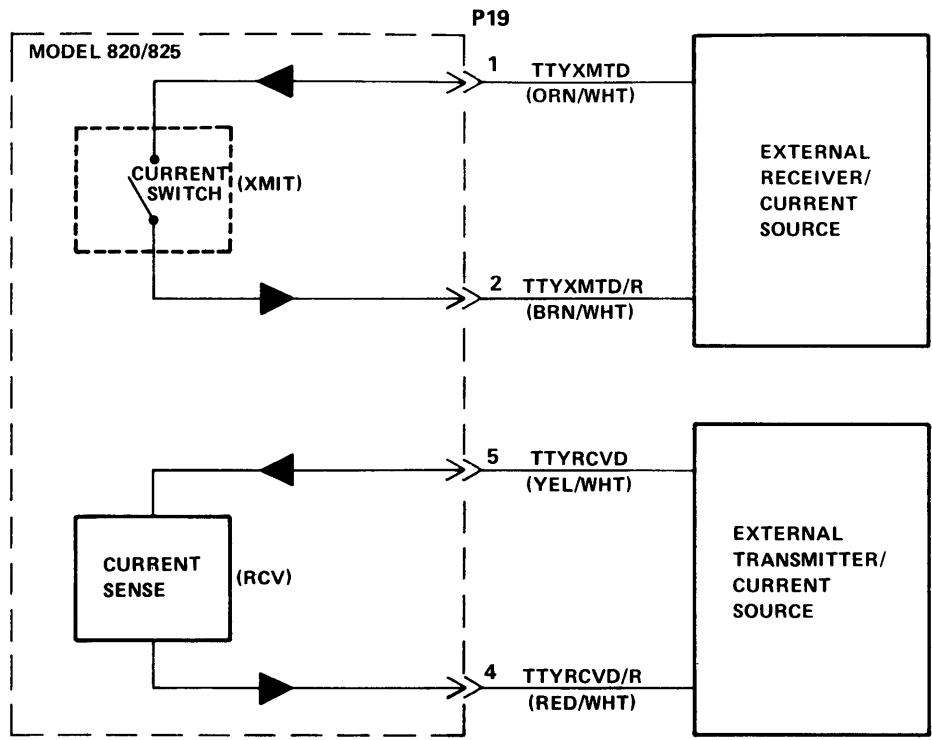 P19
MODEL 820/825
1
TTYXMTD
(ORN/WHT)
CURRENT
SWITCH
(XMIT)
EXTERNAL
RECEIVER/
CURRENT
SOURCE
2
TTYXMTD/R
(BRN/WHT)
5
TTYRCVD
(YEL/WHT)
CURRENT
SENSE
(RCV)
EXTERNAL
TRANSMITTER/
CURRENT
SOURCE
4
TTYRCVD/R
(RED/WHT)